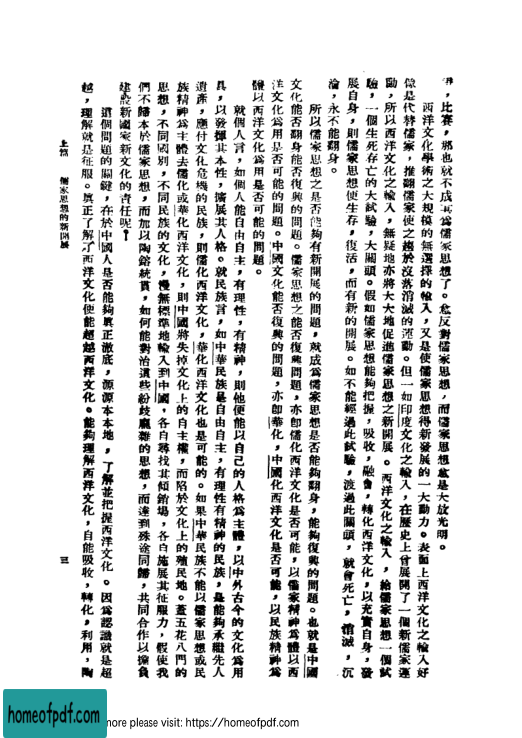 ，比賽，那也就不成其爲儒家思想了。愈反對儒家思想，而儒家思想愈是大放光明。
西洋文化學術之大規模的無選擇的輸入，又是使儒家思想得新發展的一大動力。表面上西洋文化之輸入好
像是代替儒家，推翻儒家使之趨於沒落消滅的運動。但一如印度文化之輸入，在歷史上曾展開了一個新儒家運
動，所以西洋文化之輸入，無疑地亦將大大地促進儒家思想之新開展。西洋文化之輸入，給儒家思想一個試
驗，一個生死存亡的大試驗，大關頭。假如儒家思想能夠把握，吸收，融會，轉化西洋文化，以充實自身，發
展自身，則儒家思想便生存，復活，而有新的開展。如不能經過此試驗，渡過此關頭，就會死亡，消滅，沉
淪，永不能翻身。
所以儒家思想之是否能夠有新開展的問題，就成爲儒家思想是否能夠翻身，能夠復興的問題。也就是中國
文化能否翻身能否復興的問題。儒家思想之能否復興問題，亦卽儒化西洋文化是否可能，以儒家精神爲體以西
洋文化爲用是否可能的問題。中國文化能否復興的問題，亦卽華化，中國化西洋文化是否可能，以民族精神爲
體以西洋文化爲用是否可能的問題。
就個人言，如個人能自由自主，有理性，有精神，則他便能以自己的人格爲主體，以中外古今的文化爲用
具，以發揮其本性，擴展其人格。就民族言，如中華民族是自由自主，有理性有精神的民族，是能夠承繼先人
遺產，應付文化危機的民族，則儒化西洋文化，華化西洋文化也是可能的。如果中華民族不能以儒家思想或民
族精神爲主體去儒化或華化西洋文化，則中國將失掉文化上的自主權，而陷於文化上的殖民地。蓋五花八門的
思想，不同國別，不同民族的文化，漫無標準地輸入到中國，各自尋找其傾銷場，各自施展其征服力，假使我
們不歸本於儒家思想，而加以陶鎔統貫，如何能對治這些紛歧龐雜的思想，而達到殊途同歸，共同合作以擔負
建設新國家新文化的責任呢！
這個問題的關鍵，在於中國人是否能夠真正澈底，源源本本地，了解並把握西洋文化。因爲認識就是超
越，理解就是征服。真正了解了西洋文化便能超越西洋文化。能夠理解西洋文化，自能吸收，轉化，利用，陶
上篇 儒家思想的新開展
三
homeofpdf.com
more please visit: https://homeofpdf.com